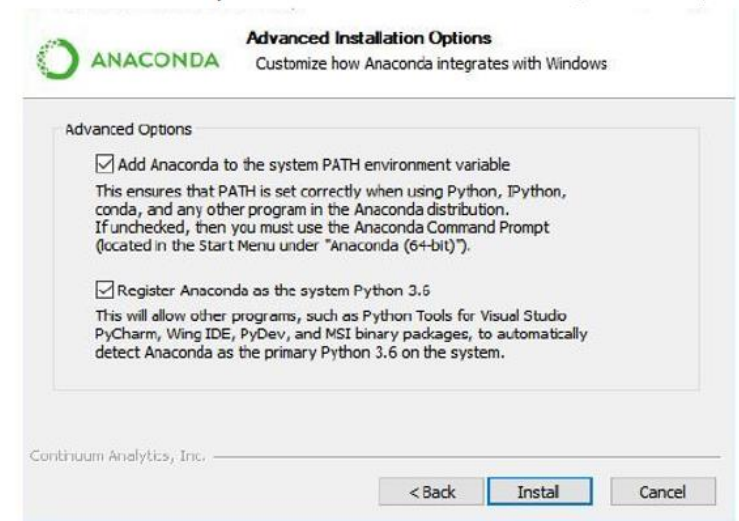 Advanced Installation Options
ANACONDA
Customize how Anaconda integrates with Windows
Advanced Options
Add Anaconda to the system PATH environment variable
This ensures that PATH is set correctly when using Python, IPython,
conda, and any other program in the Anaconda distribution.
If unchecked, then you must use the Anaconda Command Prompt
(located in the Start Menu under "Anaconda (64-bit)").
Register Anaconda as the system Python 3.6
This will allow other programs, such as Python Tools for Visual Studio
PyCharm, Wing IDE, PyDev, and MSI binary packages, to automatically
detect Anaconda as the primary Python 3.6 on the system.
Continuum Analytics, Inc.
< Back
Install
Cancel